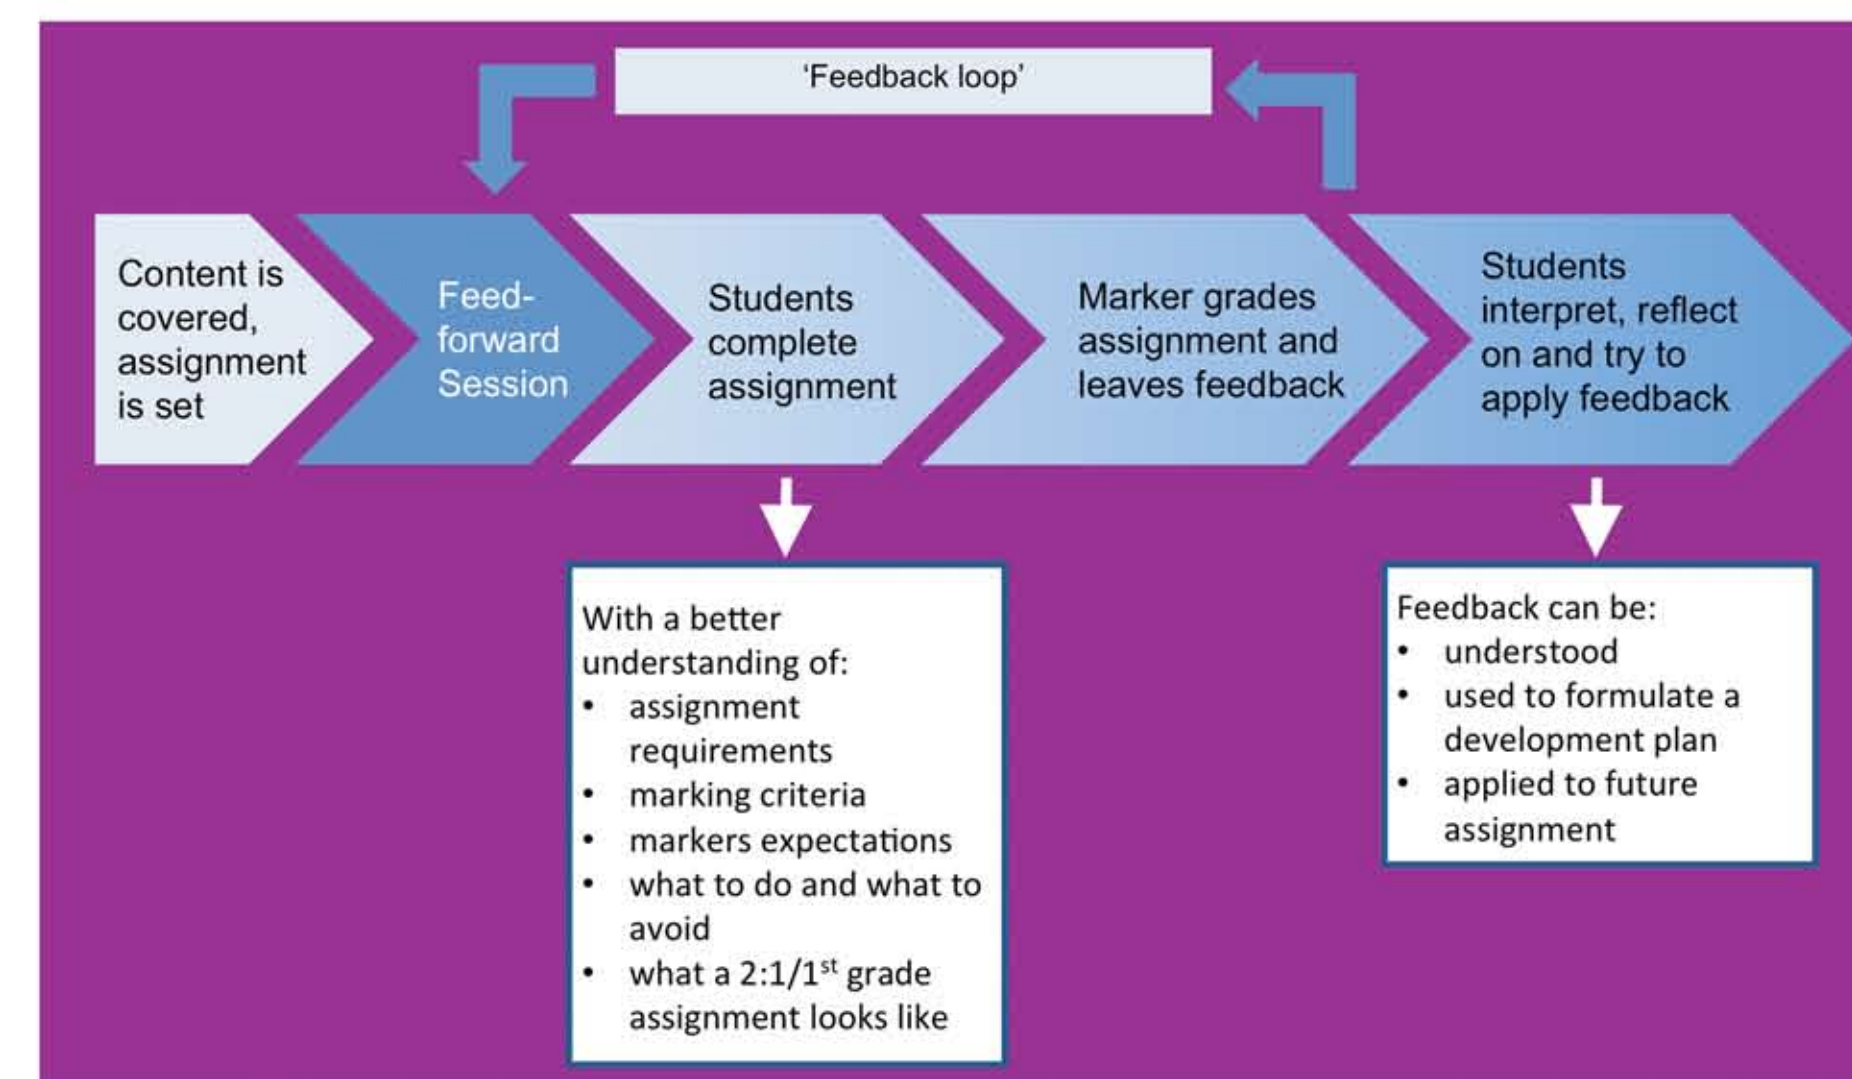 ‘Feedback loop’
Content is
covered,
assignment
is set
Feed-
forward
Session
Students
complete
assignment
Marker grades
assignment and
leaves feedback
Students
interpret, reflect
on and try to
apply feedback
With a better
understanding of:
• assignment
requirements
• marking criteria
• markers expectations
• what to do and what to
avoid
• what a 2:1/1st grade
assignment looks like
Feedback can be:
• understood
• used to formulate a
development plan
• applied to future
assignment